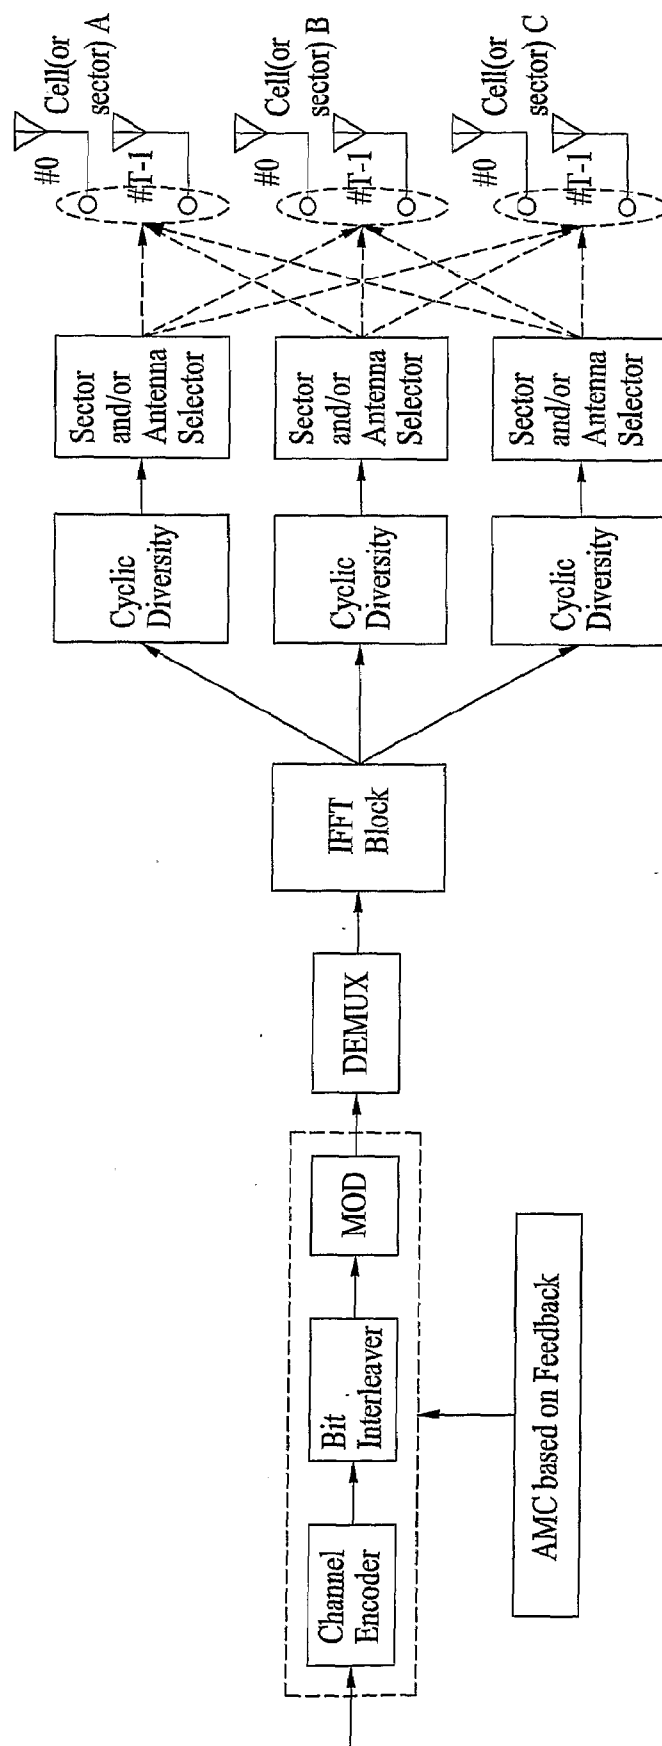 Channel
Encoder
Bit
Interleaver
MOD
AMC based on Feedback
DEMUX
IFFT
Block
Cyclic
Diversity
Sector
and/or
Antenna
Selector
#0
Cell(or
sector) A
#T-1
Cyclic
Diversity
Sector
and/or
Antenna
Selector
#0
Cell(or
sector) B
#T-1
Cyclic
Diversity
Sector
and/or
Antenna
Selector
#0
Cell(or
sector) C
#T-1